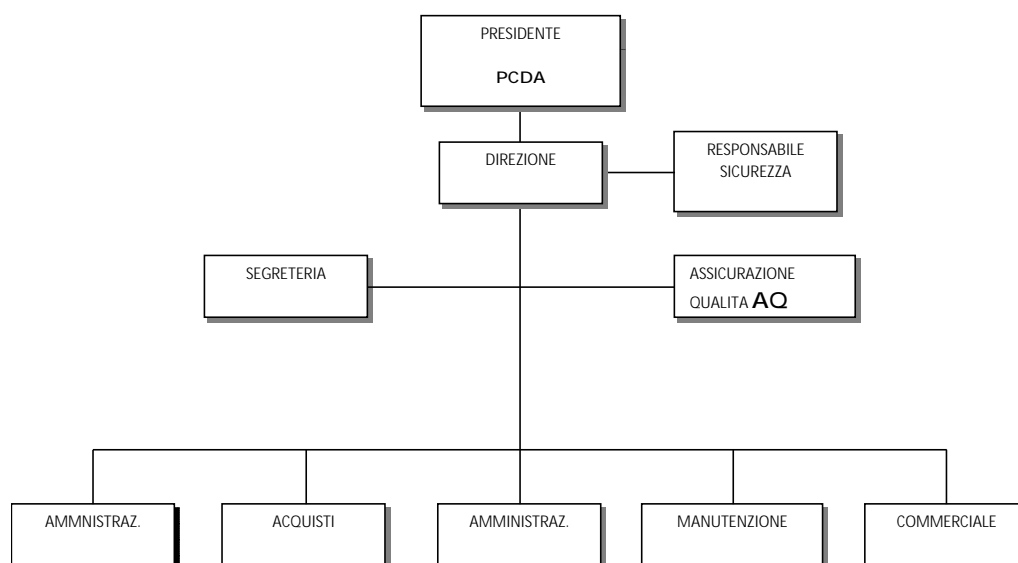 PRESIDENTE
PCDA
DIREZIONE
RESPONSABILE
SICUREZZA
SEGRETERIA
ASSICURAZIONE
QUALITA AQ
AMMNISTRAZ.
ACQUISTI
AMMINISTRAZ.
MANUTENZIONE
COMMERCIALE